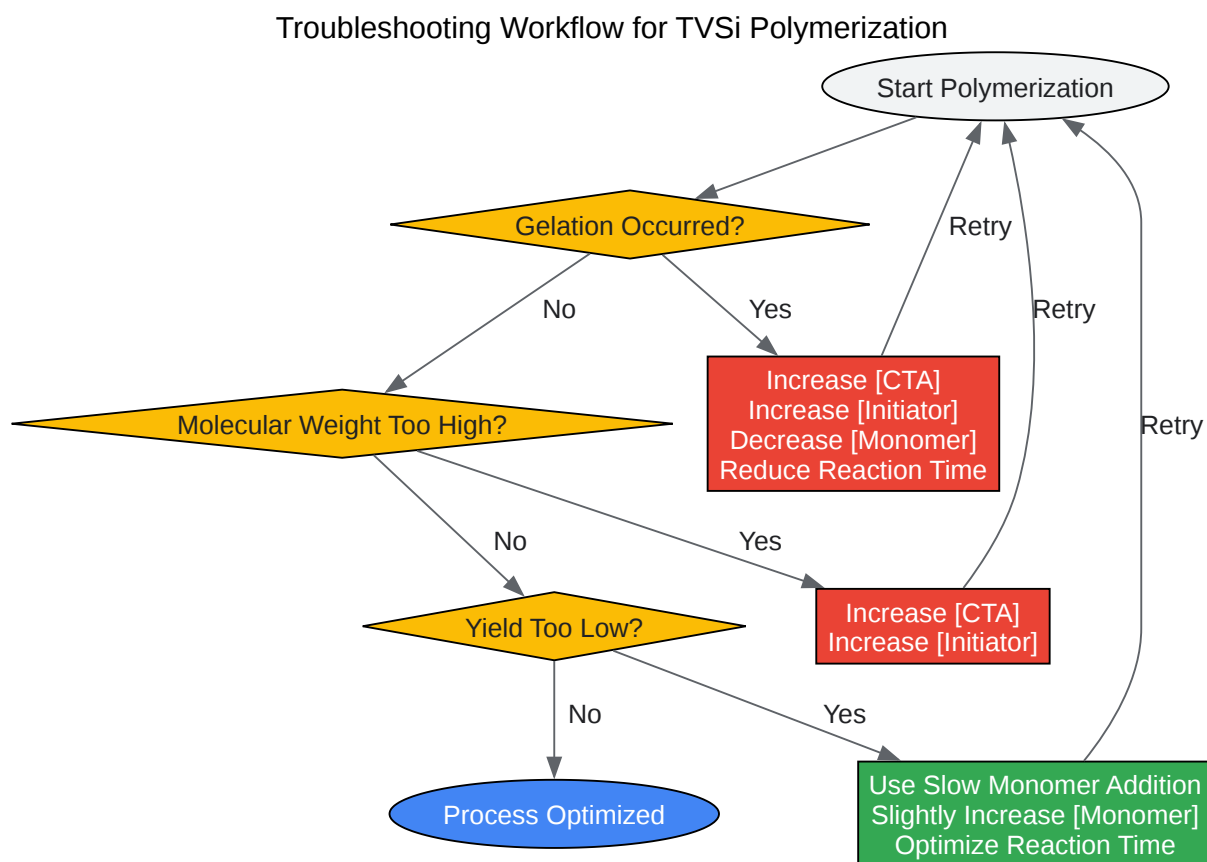 Troubleshooting Workflow for TVSi Polymerization
Start Polymerization
Gelation Occurred?
Retry
No
Yes
Retry
Increase [CTA]
Increase [Initiator]
Decrease [Monomer]
Reduce Reaction Time
Molecular Weight Too High?
Retry
No
Yes
Increase [CTA]
Increase [Initiator]
Yield Too Low?
No
Yes
Use Slow Monomer Addition
Slightly Increase [Monomer]
Optimize Reaction Time
Process Optimized